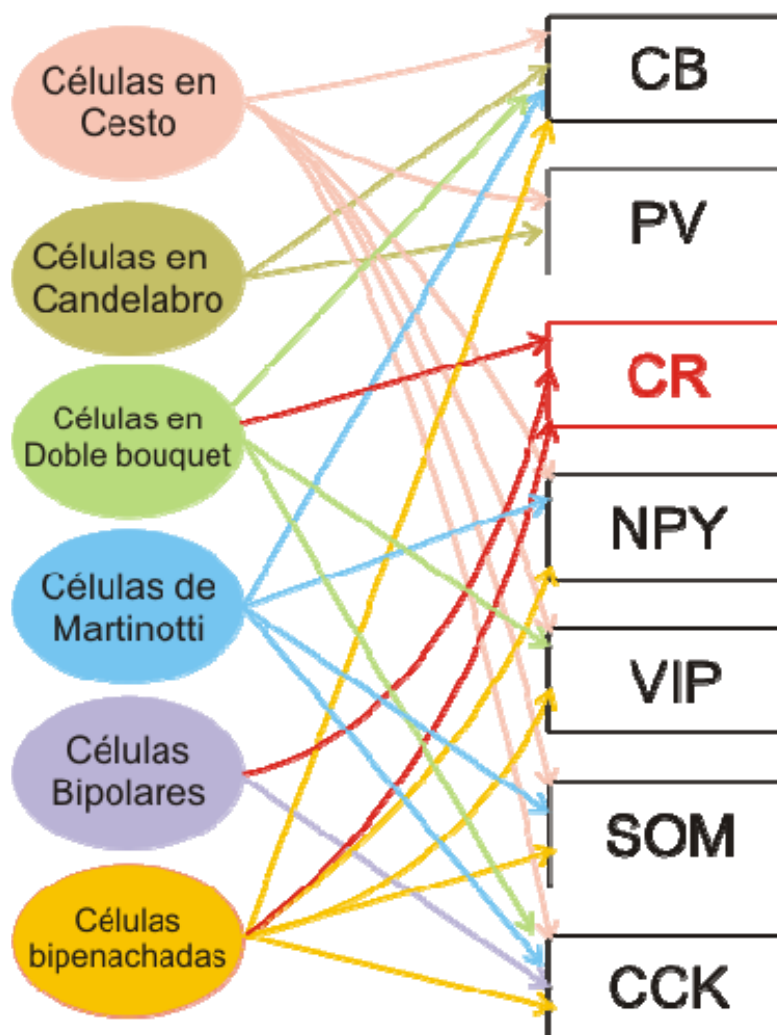 Células en
Cesto
Células en
Candelabro
Células en
Doble bouquet
Células de
Martinotti
Células
Bipolares
Células
bipenachadas
CB
PV
CR
NPY
VIP
SOM
CCK